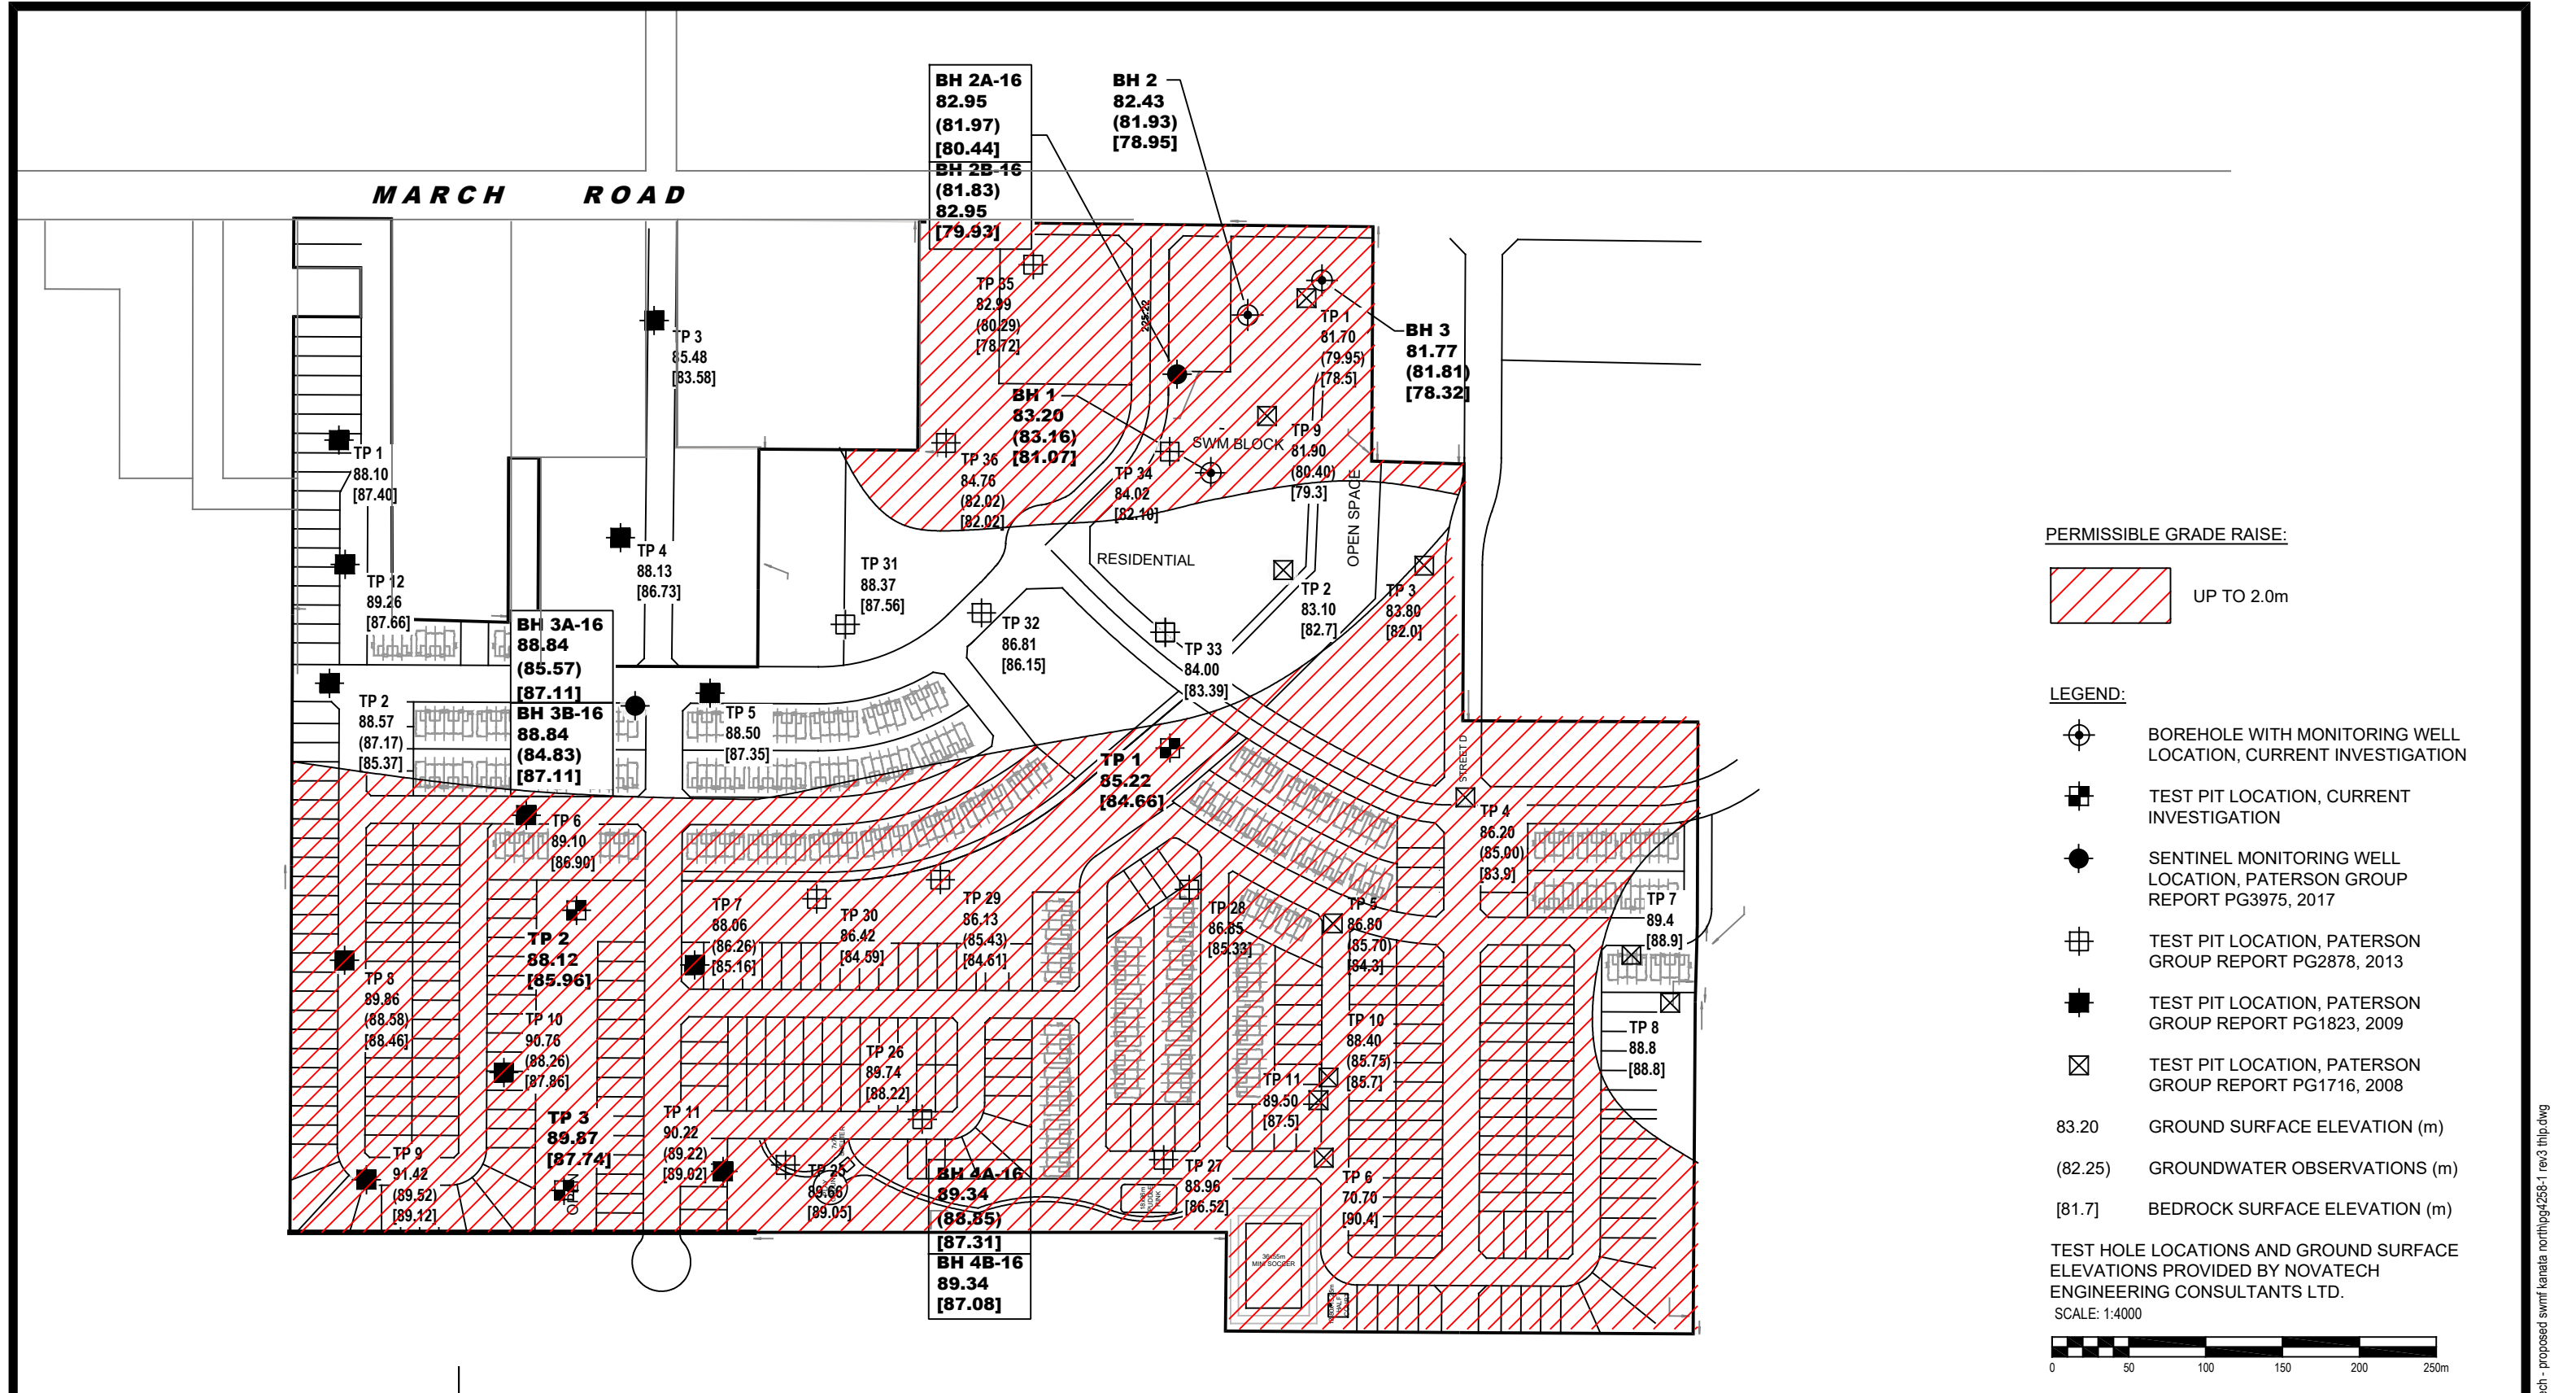 BH 2A-16
82.95
(81.97)
[80.44]
BH 2B-16
(81.83)
82.95
[79.93]
BH 2
82.43
(81.93)
[78.95]
MARCH ROAD
TP 35
82.99
(80.29)
[78.72]
225.22
TP 1
81.70
(79.95)
[78.5]
BH 3
81.77
(81.81)
[78.32]
TP 3
85.48
[83.58]
BH 1
83.20
(83.16)
[81.07]
SWM BLOCK
TP 9
81.90
(80.40)
[79.3]
TP 1
88.10
[87.40]
TP 36
84.76
(82.02)
[82.02]
TP 34
84.02
[82.10]
OPEN SPACE
TP 4
88.13
[86.73]
TP 31
88.37
[87.56]
RESIDENTIAL
TP 12
89.26
[87.66]
TP 2
83.10
[82.7]
TP 3
83.80
[82.0]
BH 3A-16
88.84
(85.57)
[87.11]
BH 3B-16
88.84
(84.83)
[87.11]
TP 32
86.81
[86.15]
TP 33
84.00
[83.39]
TP 2
88.57
(87.17)
[85.37]
TP 5
88.50
[87.35]
TP 1
85.22
[84.66]
STREET D
TP 6
89.10
[86.90]
TP 4
86.20
(85.00)
[83.9]
TP 7
88.06
(86.26)
[85.16]
TP 30
86.42
[84.59]
TP 29
86.13
(85.43)
[84.61]
TP 28
86.85
[85.33]
TP 5
86.80
(85.70)
[84.3]
TP 7
89.4
[88.9]
TP 2
88.12
[85.96]
TP 8
89.86
(88.58)
[88.46]
TP 10
90.76
(88.26)
[87.86]
TP 26
89.74
[88.22]
TP 10
88.40
(85.75)
[85.7]
TP 8
88.8
[88.8]
TP 11
89.50
[87.5]
TP 3
89.87
[87.74]
TP 11
90.22
(89.22)
[89.02]
TP 9
91.42
(89.52)
[89.12]
OPEN
TP 25
89.66
[89.05]
BH 4A-16
89.34
(88.85)
[87.31]
BH 4B-16
89.34
[87.08]
TP 27
88.96
[86.52]
TP 6
70.70
[90.4]
36x55m
MINI SOCCER
PERMISSIBLE GRADE RAISE:
UP TO 2.0m
LEGEND:
BOREHOLE WITH MONITORING WELL
LOCATION, CURRENT INVESTIGATION
TEST PIT LOCATION, CURRENT
INVESTIGATION
SENTINEL MONITORING WELL
LOCATION, PATERSON GROUP
REPORT PG3975, 2017
TEST PIT LOCATION, PATERSON
GROUP REPORT PG2878, 2013
TEST PIT LOCATION, PATERSON
GROUP REPORT PG1823, 2009
TEST PIT LOCATION, PATERSON
GROUP REPORT PG1716, 2008
83.20 GROUND SURFACE ELEVATION (m)
(82.25) GROUNDWATER OBSERVATIONS (m)
[81.7] BEDROCK SURFACE ELEVATION (m)
TEST HOLE LOCATIONS AND GROUND SURFACE
ELEVATIONS PROVIDED BY NOVATECH
ENGINEERING CONSULTANTS LTD.
SCALE: 1:4000
0 50 100 150 200 250m
ech - proposed swmf kanata north\pg4258-1 rev3 thlp.dwg